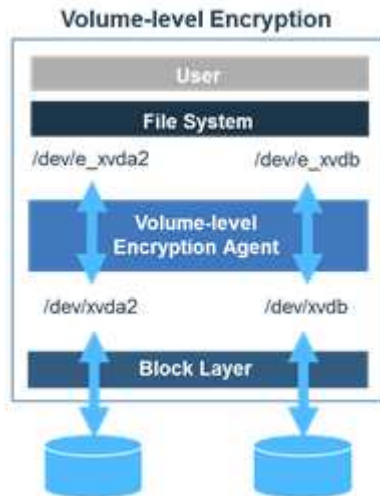 Volume-level Encryption
User
File System
/dev/e_xvda2 /dev/e_xvdb
Volume-level
Encryption Agent
/dev/xvda2 /dev/xvdb
Block Layer